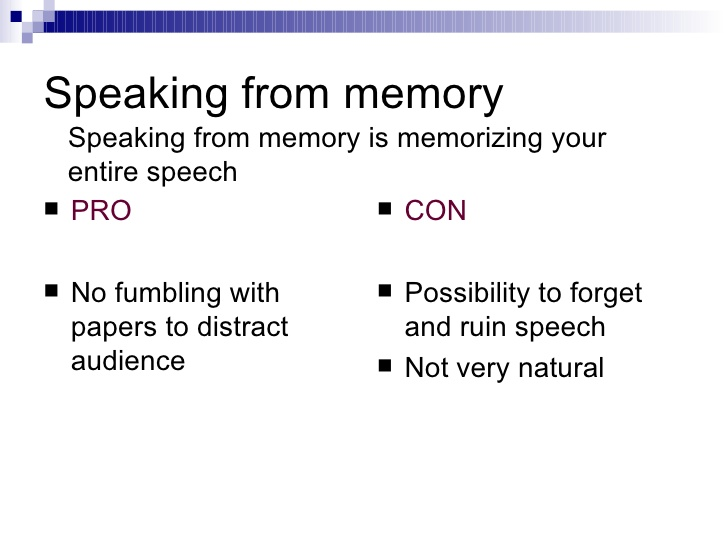 Speaking from memory
Speaking from memory is memorizing your
entire speech
PRO
No fumbling with
papers to distract
audience
CON
Possibility to forget
and ruin speech
Not very natural